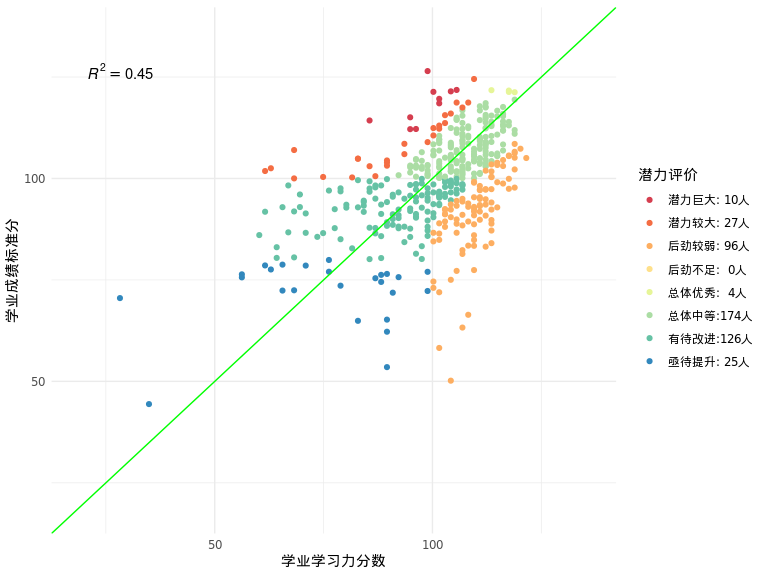 R² = 0.45
100
50
50
100
学业成绩标准分
学业学习力分数
潜力评价
潜力巨大: 10人
潜力较大: 27人
后劲较弱: 96人
后劲不足: 0人
总体优秀: 4人
总体中等:174人
有待改进:126人
亟待提升: 25人